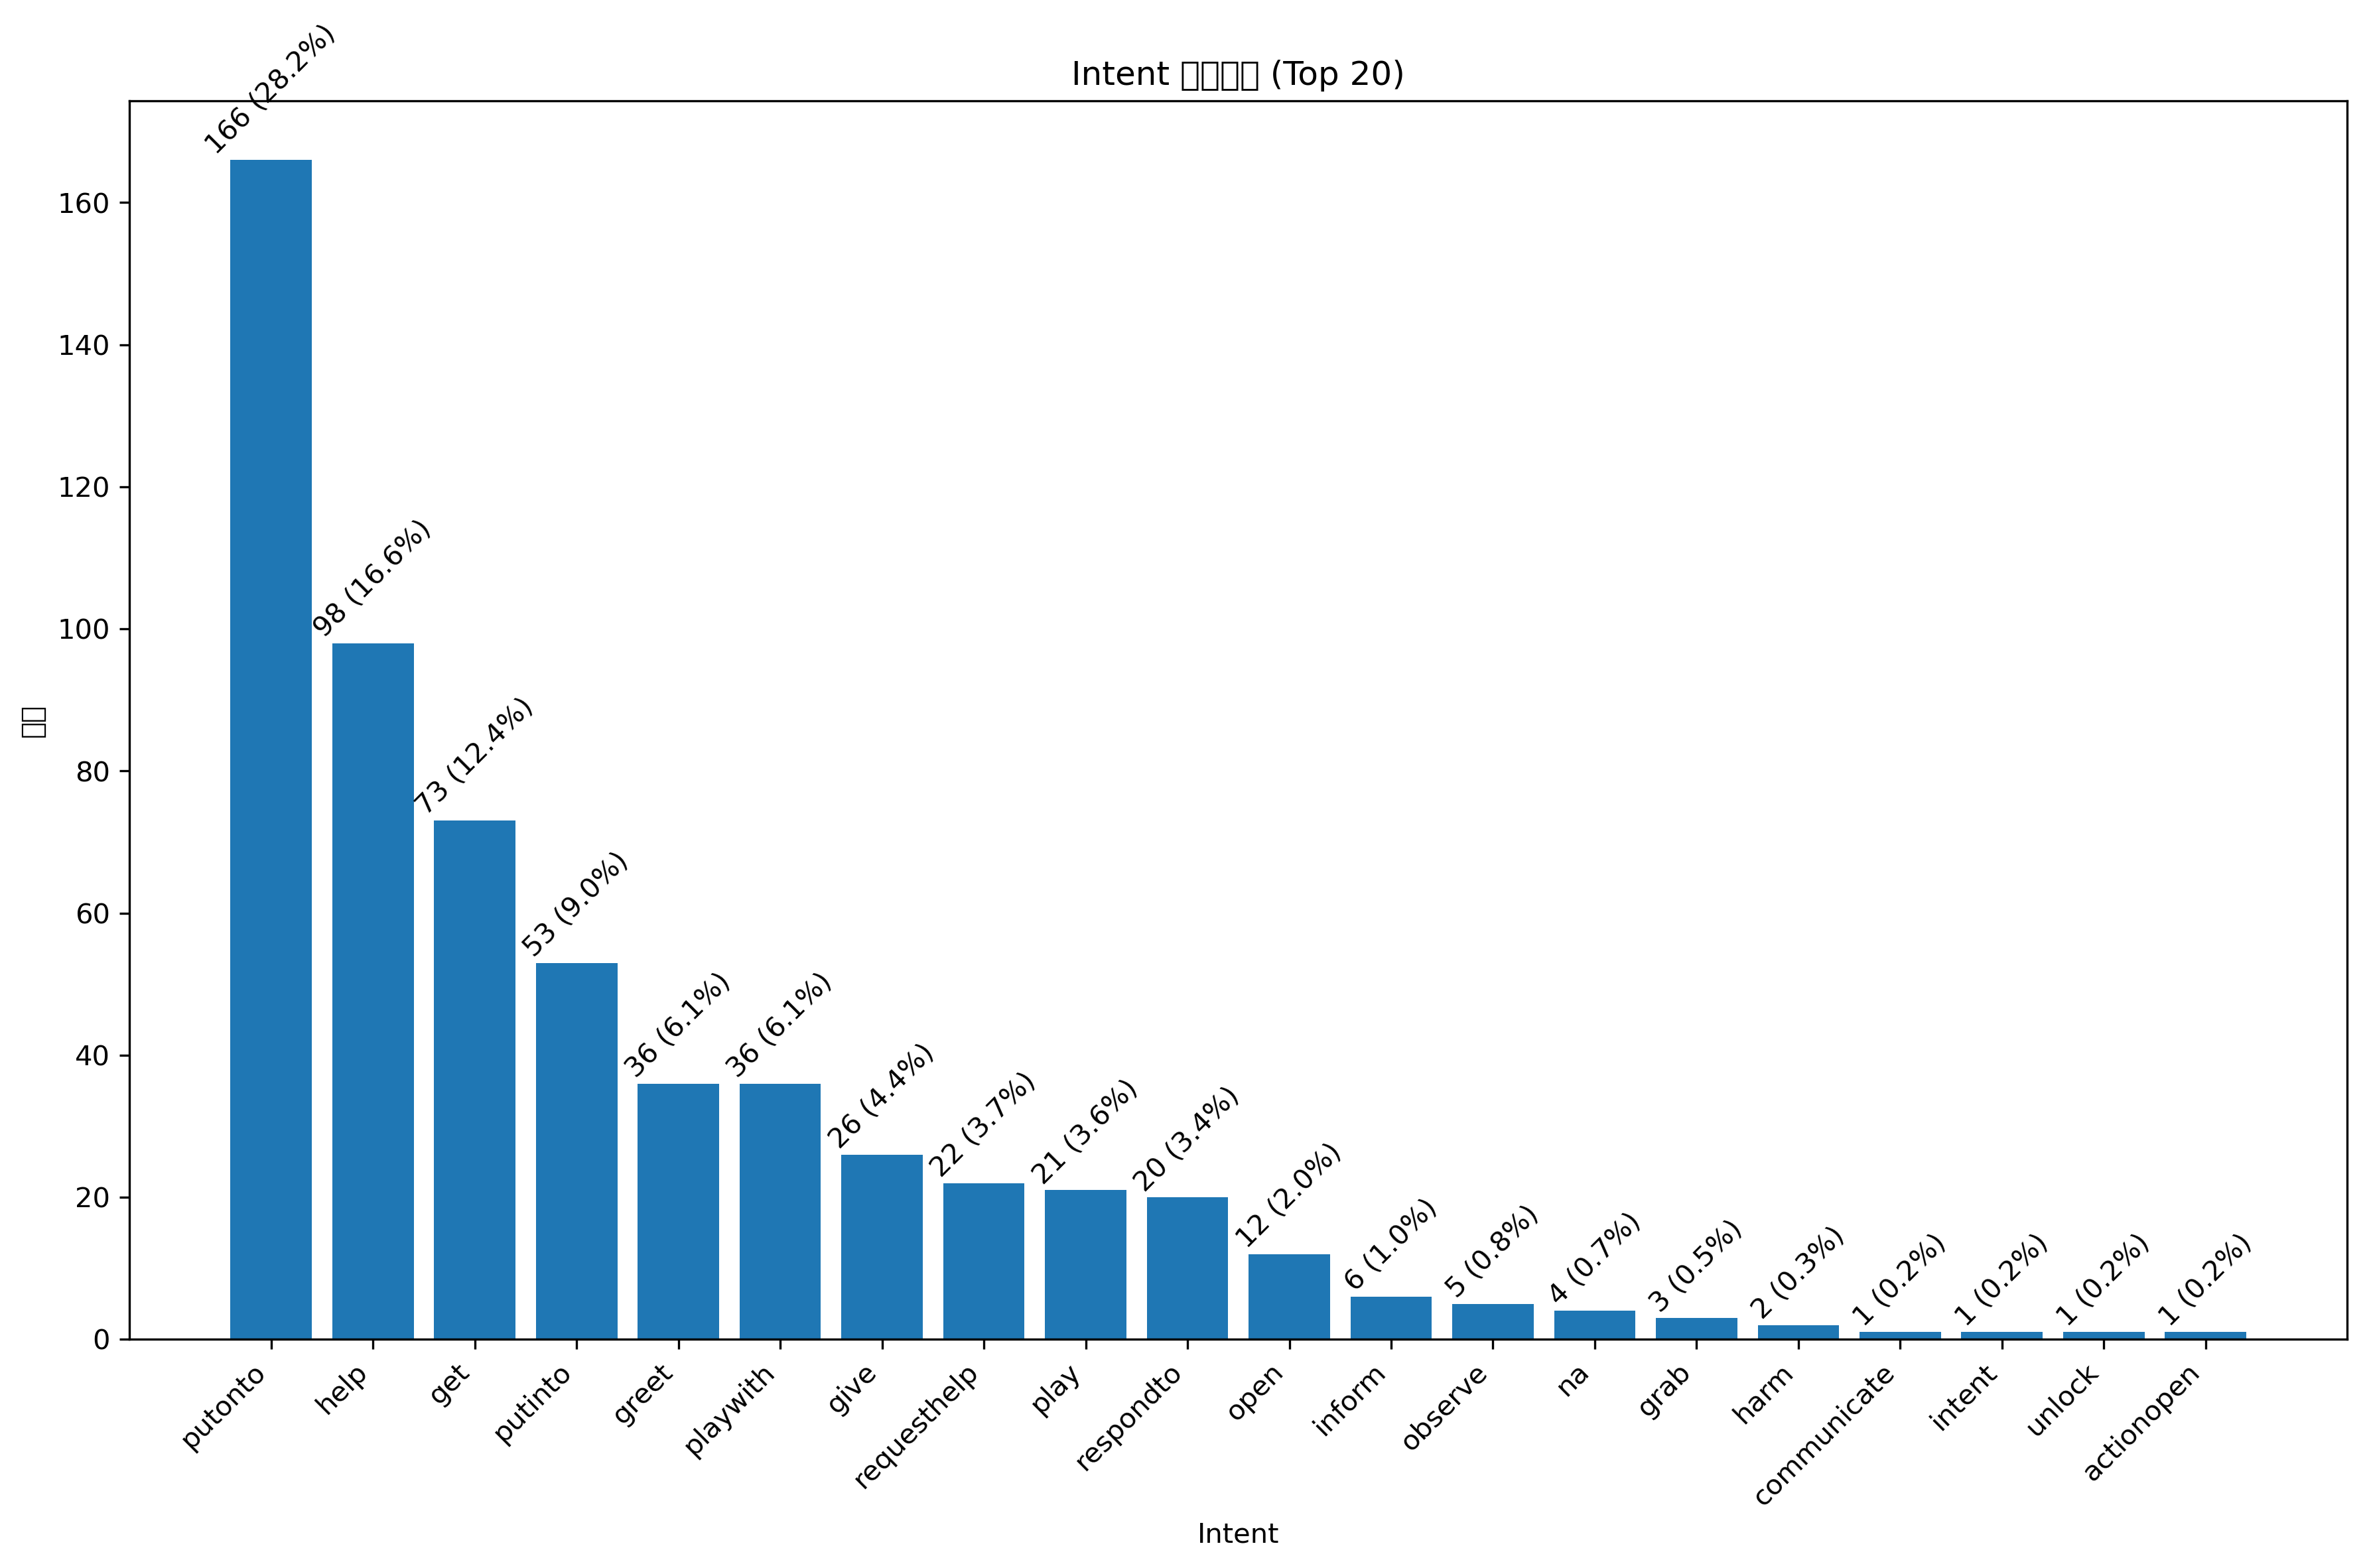 Intent (Top 20)
166 (28.2%)
98 (16.6%)
73 (12.4%)
53 (9.0%)
36 (6.1%)
36 (6.1%)
26 (4.4%)
22 (3.7%)
21 (3.6%)
20 (3.4%)
12 (2.0%)
6 (1.0%)
5 (0.8%)
4 (0.7%)
3 (0.5%)
2 (0.3%)
1 (0.2%)
1 (0.2%)
1 (0.2%)
1 (0.2%)
160
140
120
100
80
60
40
20
0
putonto
help
get
putinto
greet
playwith
give
requesthelp
play
respondto
open
inform
observe
na
grab
harm
communicate
intent
unlock
actionopen
Intent